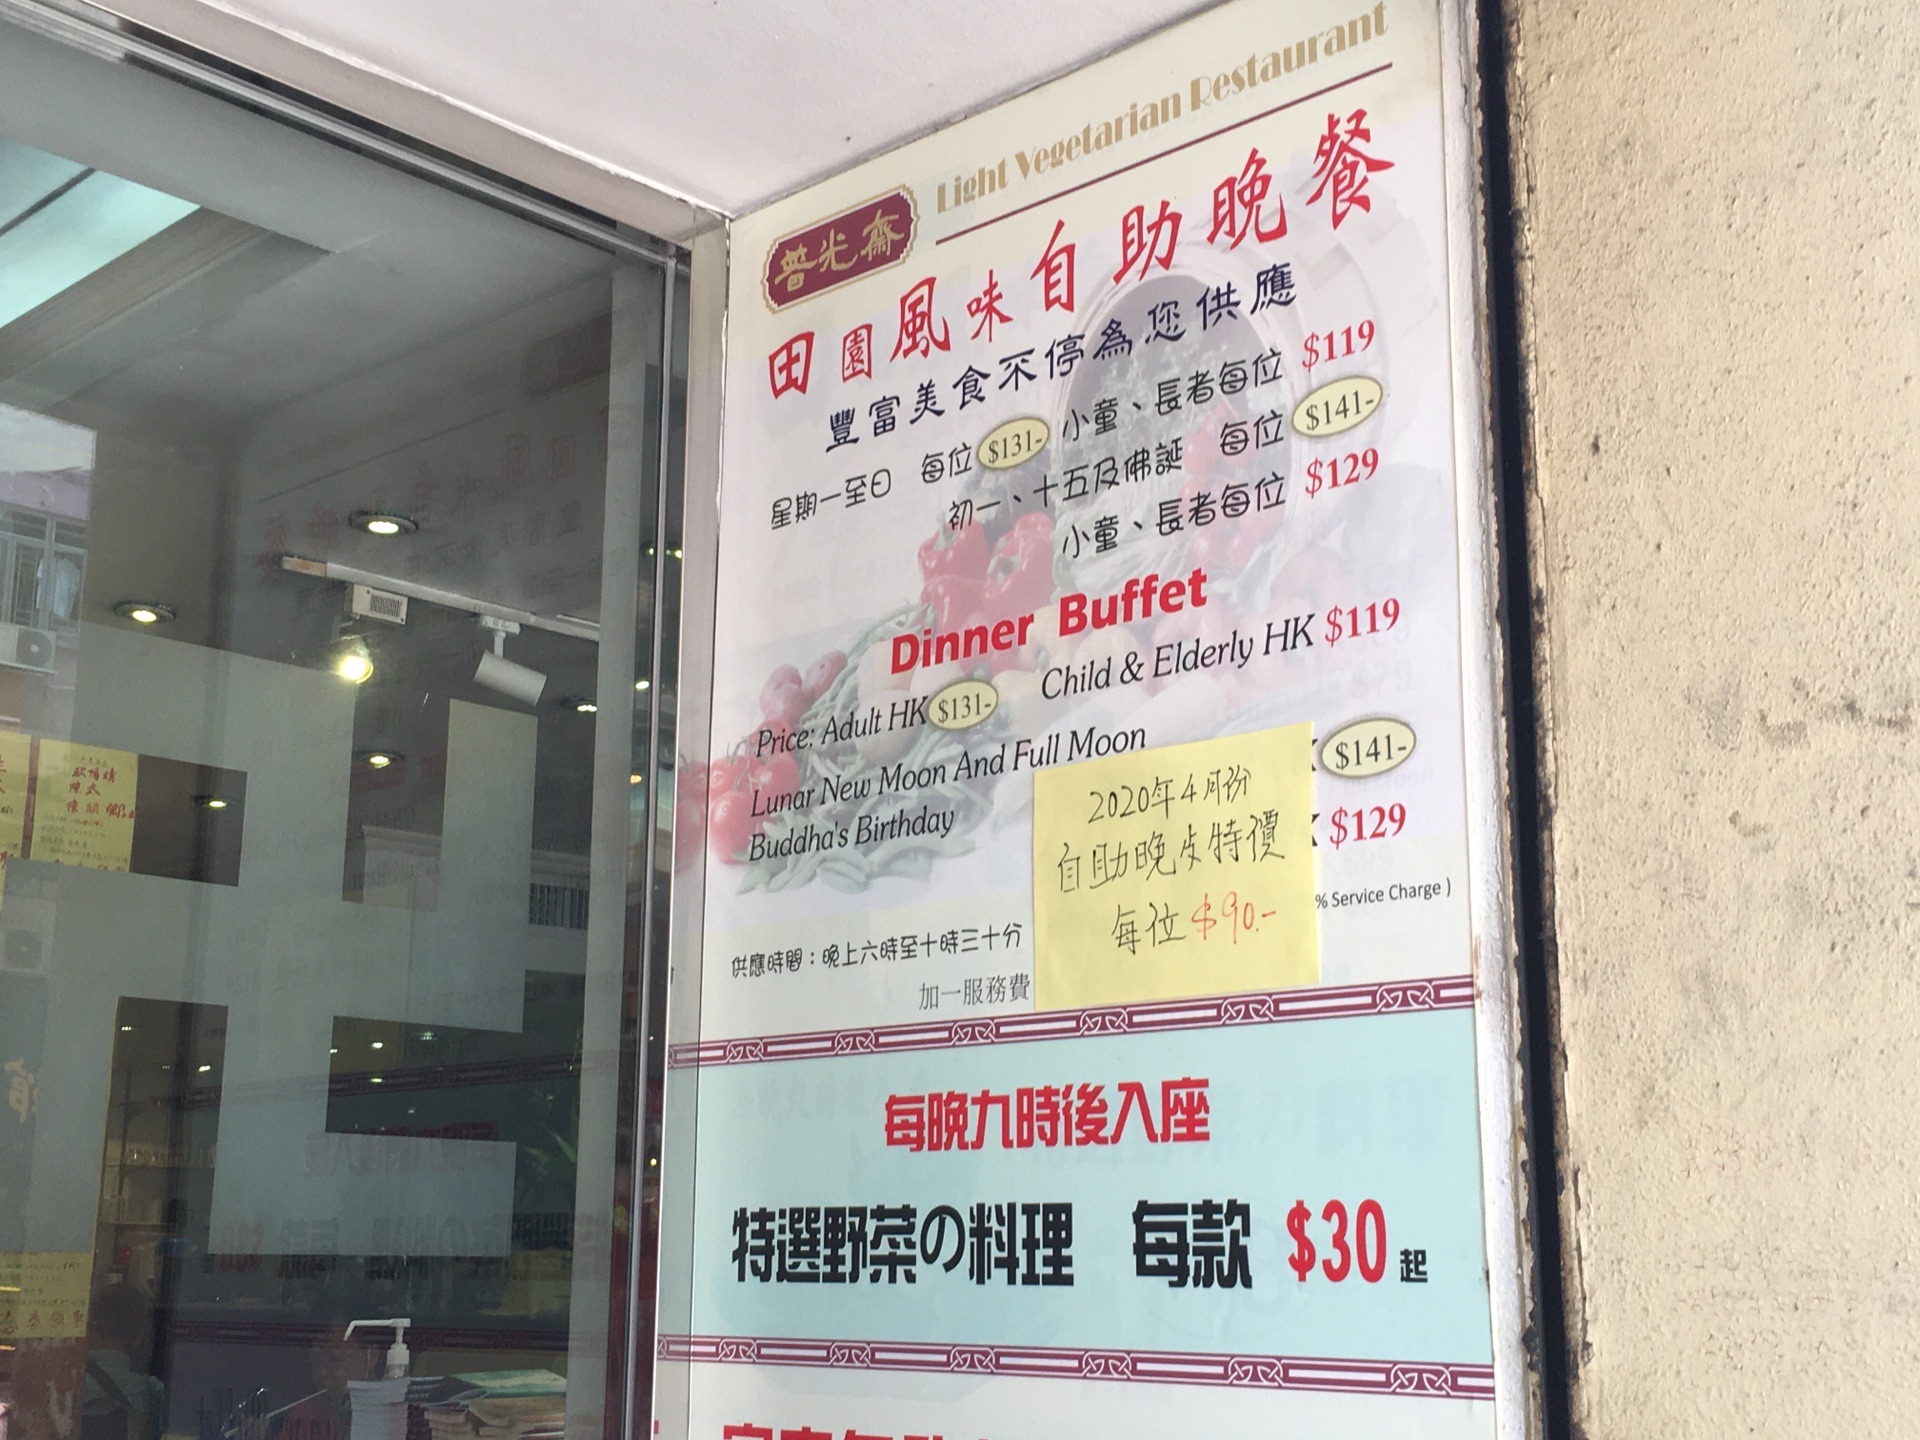 Light Vegetarian Restaurant
普光齋
田園風味自助晚餐
豐富美食不停為您供應
星期一至日 每位 $131- 小童、長者每位 $119
初一、十五及佛誕 每位 $141-
小童、長者每位 $129
Dinner Buffet
Price: Adult HK $131- Child & Elderly HK $119
Lunar New Moon And Full Moon
Buddha's Birthday
$141-
$129
% Service Charge )
2020年4月份
自助晚歺特價
每位 $90.-
供應時間：晚上六時至十時三十分
加一服務費
每晚九時後入座
特選野菜の料理 每款 $30 起